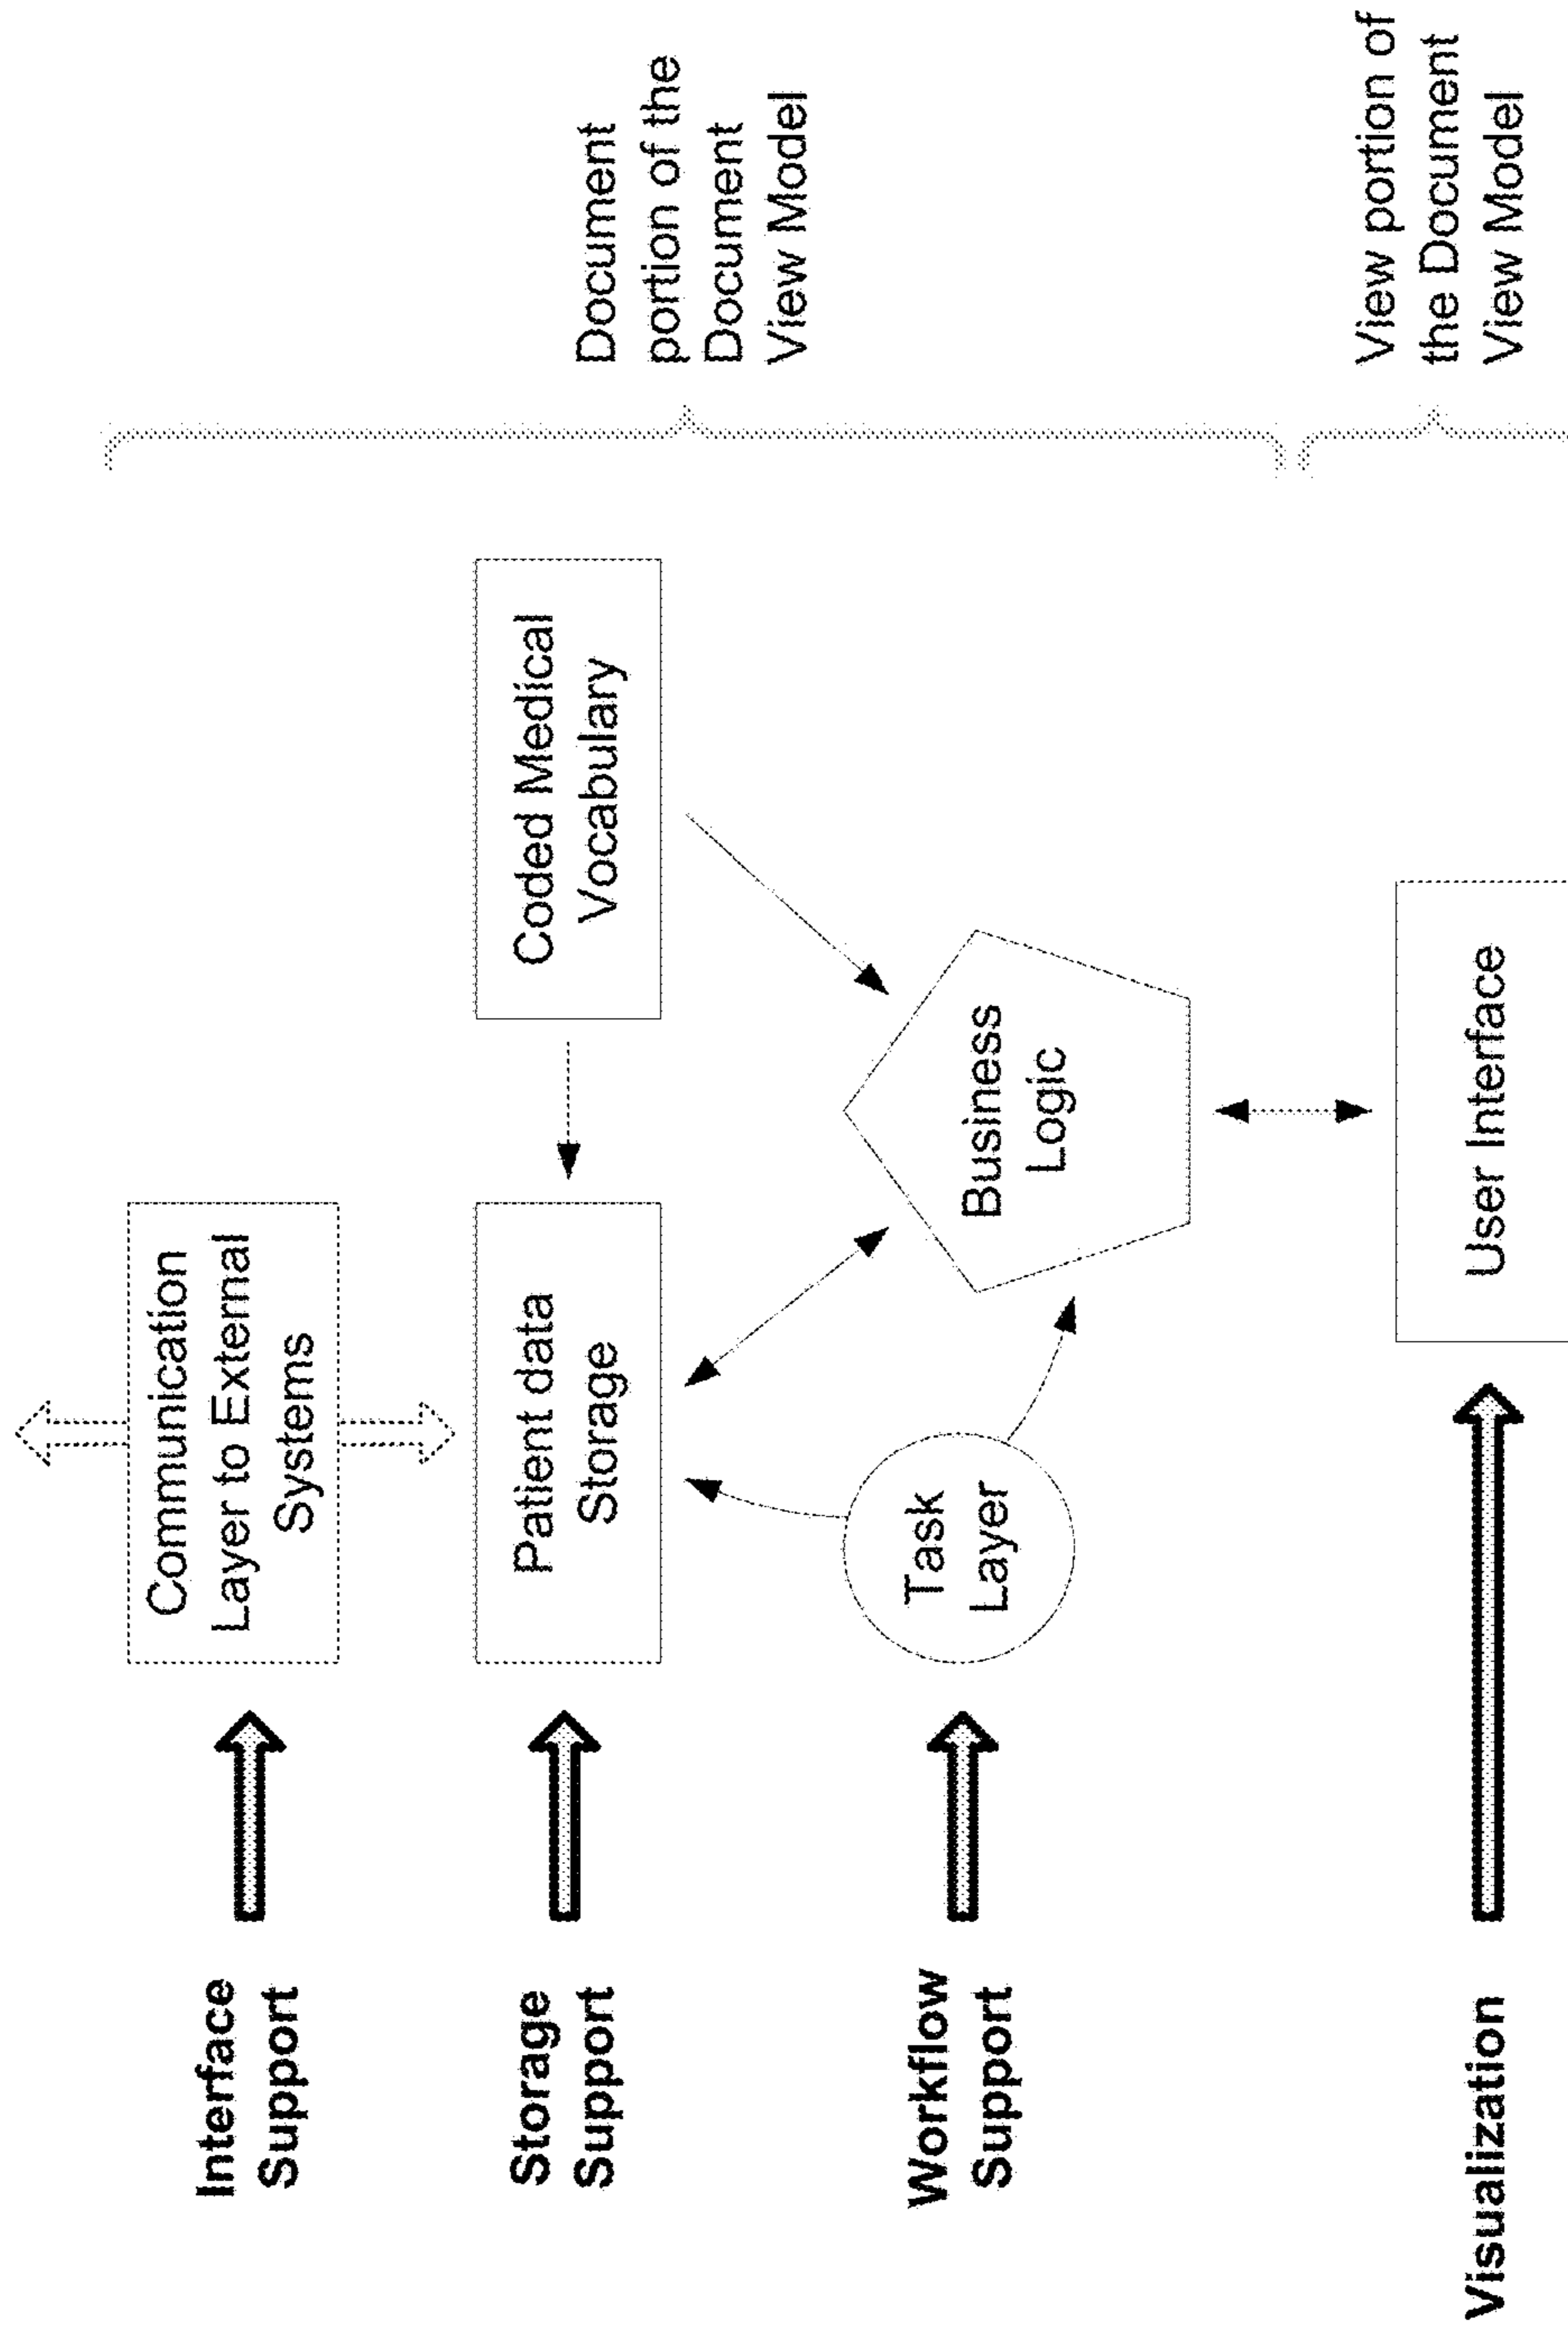 Interface
Support
Communication
Layer to External
Systems
Storage
Support
Patient data
Storage
Coded Medical
Vocabulary
Document
portion of the
Document
View Model
Workflow
Support
Task
Layer
Business
Logic
Visualization
User Interface
View portion of
the Document
View Model